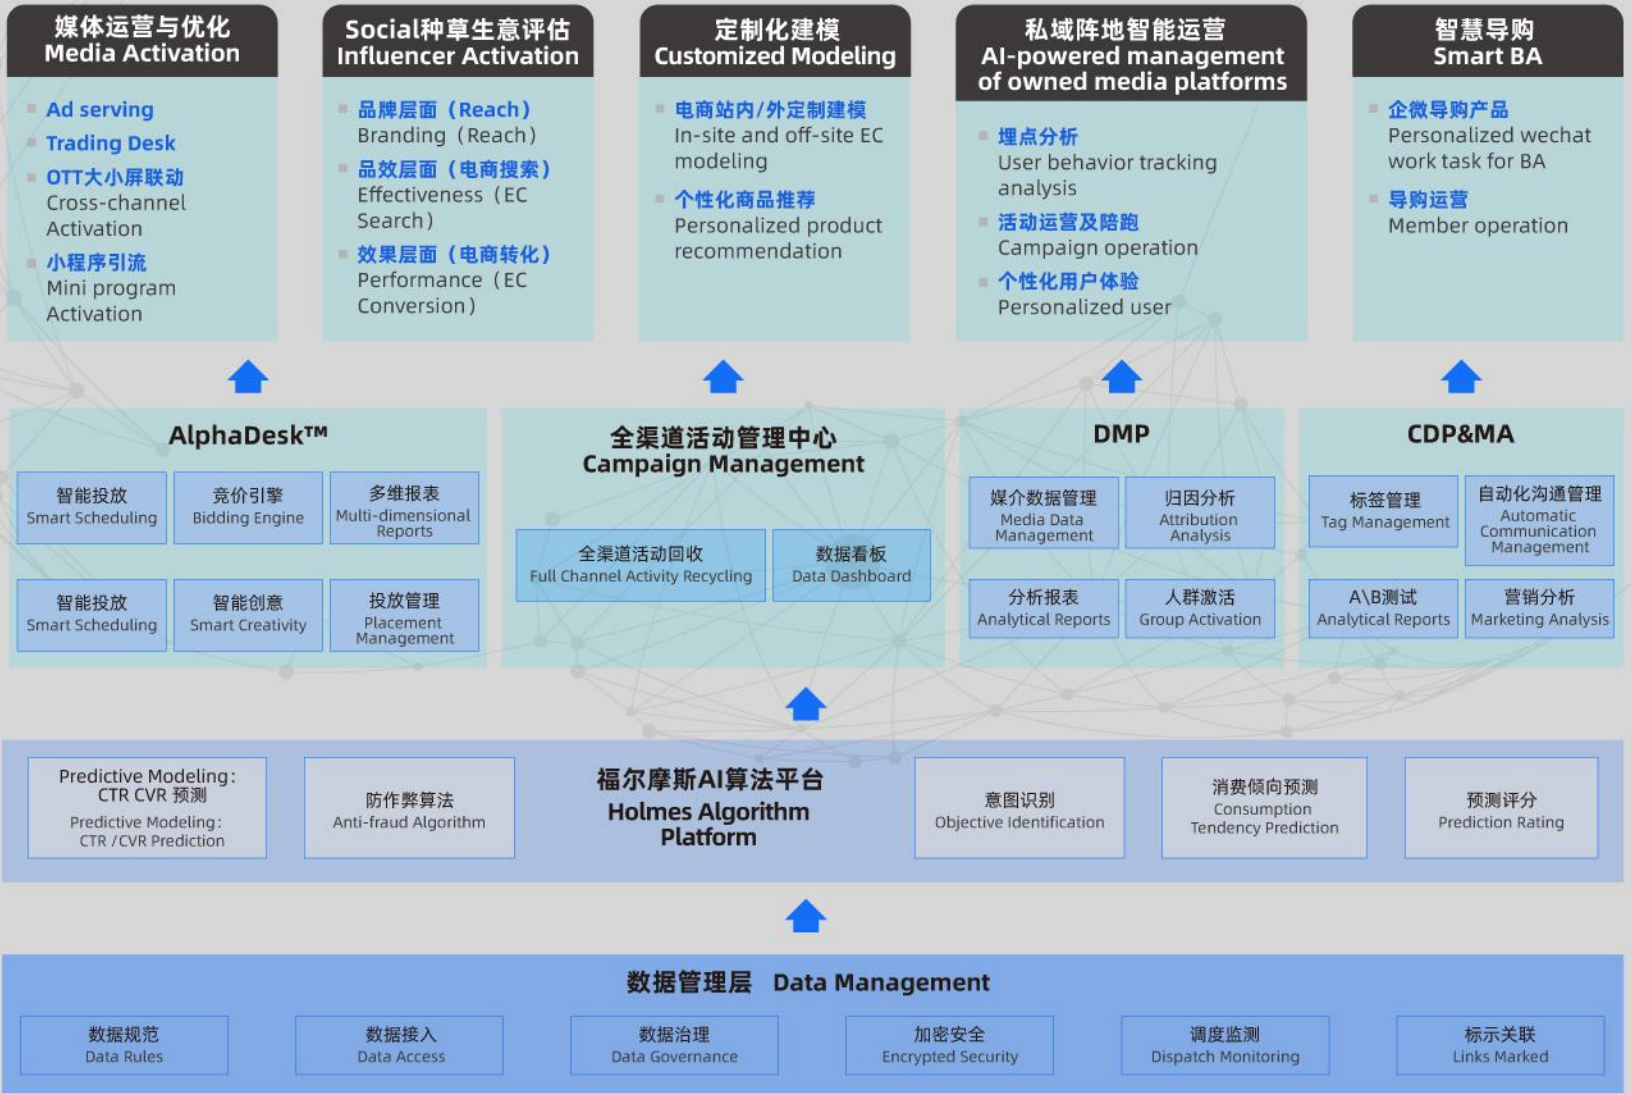 媒体运营与优化
Media Activation
Ad serving
Trading Desk
OTT大小屏联动
Cross-channel
Activation
小程序引流
Mini program
Activation
Social种草生意评估
Influencer Activation
品牌层面（Reach）
Branding（Reach）
品效层面（电商搜索）
Effectiveness（EC
Search）
效果层面（电商转化）
Performance（EC
Conversion）
定制化建模
Customized Modeling
电商站内/外定制建模
In-site and off-site EC
modeling
个性化商品推荐
Personalized product
recommendation
私域阵地智能运营
AI-powered management
of owned media platforms
埋点分析
User behavior tracking
analysis
活动运营及陪跑
Campaign operation
个性化用户体验
Personalized user
智慧导购
Smart BA
企微导购产品
Personalized wechat
work task for BA
导购运营
Member operation
AlphaDesk™
智能投放
Smart Scheduling
竞价引擎
Bidding Engine
多维报表
Multi-dimensional
Reports
智能投放
Smart Scheduling
智能创意
Smart Creativity
投放管理
Placement
Management
全渠道活动管理中心
Campaign Management
全渠道活动回收
Full Channel Activity Recycling
数据看板
Data Dashboard
DMP
媒介数据管理
Media Data
Management
归因分析
Attribution
Analysis
分析报表
Analytical Reports
人群激活
Group Activation
CDP&MA
标签管理
Tag Management
自动化沟通管理
Automatic
Communication
Management
A\B测试
Analytical Reports
营销分析
Marketing Analysis
Predictive Modeling：
CTR CVR 预测
Predictive Modeling：
CTR /CVR Prediction
防作弊算法
Anti-fraud Algorithm
福尔摩斯AI算法平台
Holmes Algorithm
Platform
意图识别
Objective Identification
消费倾向预测
Consumption
Tendency Prediction
预测评分
Prediction Rating
数据管理层 Data Management
数据规范
Data Rules
数据接入
Data Access
数据治理
Data Governance
加密安全
Encrypted Security
调度监测
Dispatch Monitoring
标示关联
Links Marked